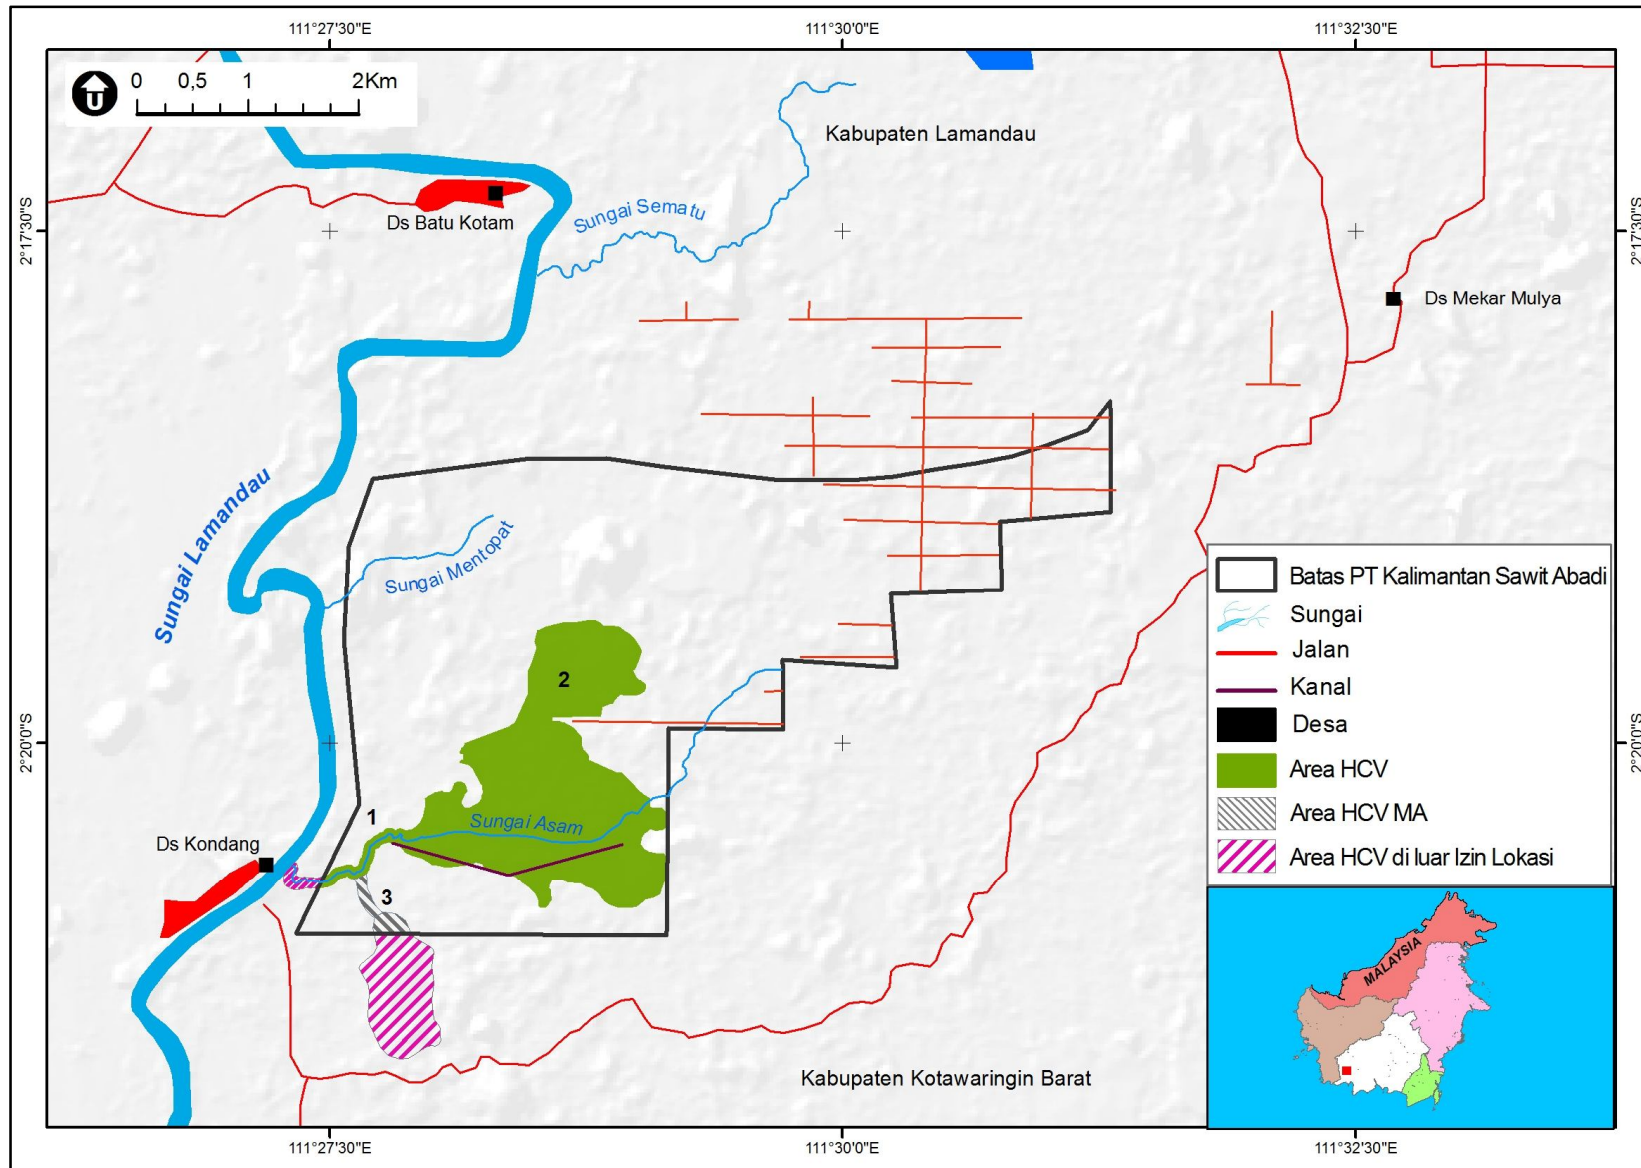 111°27'30"E
111°30'0"E
111°32'30"E
0 0,5 1 2Km
U
Kabupaten Lamandau
Ds Batu Kotam
Sungai Sematu
2°17'30"S
2°17'30"S
Ds Mekar Mulya
Sungai Lamandau
Sungai Mentopat
2
2°20'0"S
2°20'0"S
1
Sungai Asam
Ds Kondang
3
Kabupaten Kotawaringin Barat
Batas PT Kalimantan Sawit Abadi
Sungai
Jalan
Kanal
Desa
Area HCV
Area HCV MA
Area HCV di luar Izin Lokasi
MALAYSIA
111°27'30"E
111°30'0"E
111°32'30"E